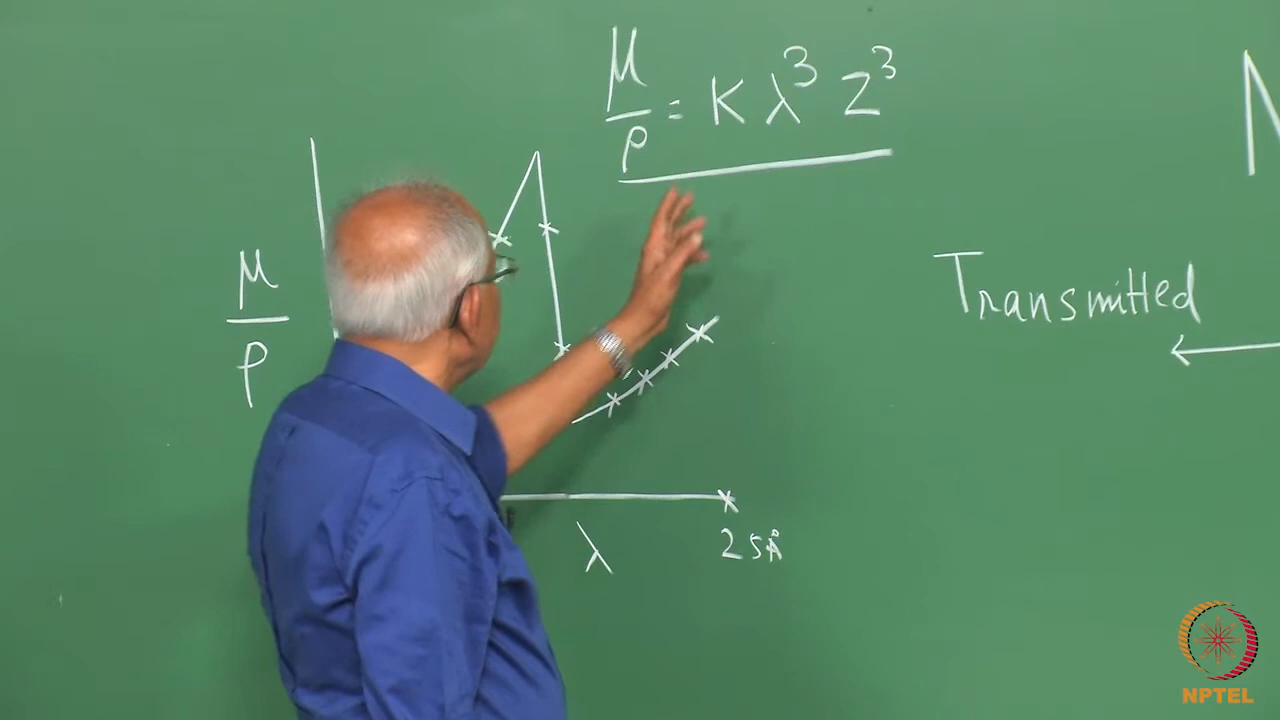 μ/ρ = K λ³ Z³
μ/ρ
Transmitted
λ
25Å
NPTEL